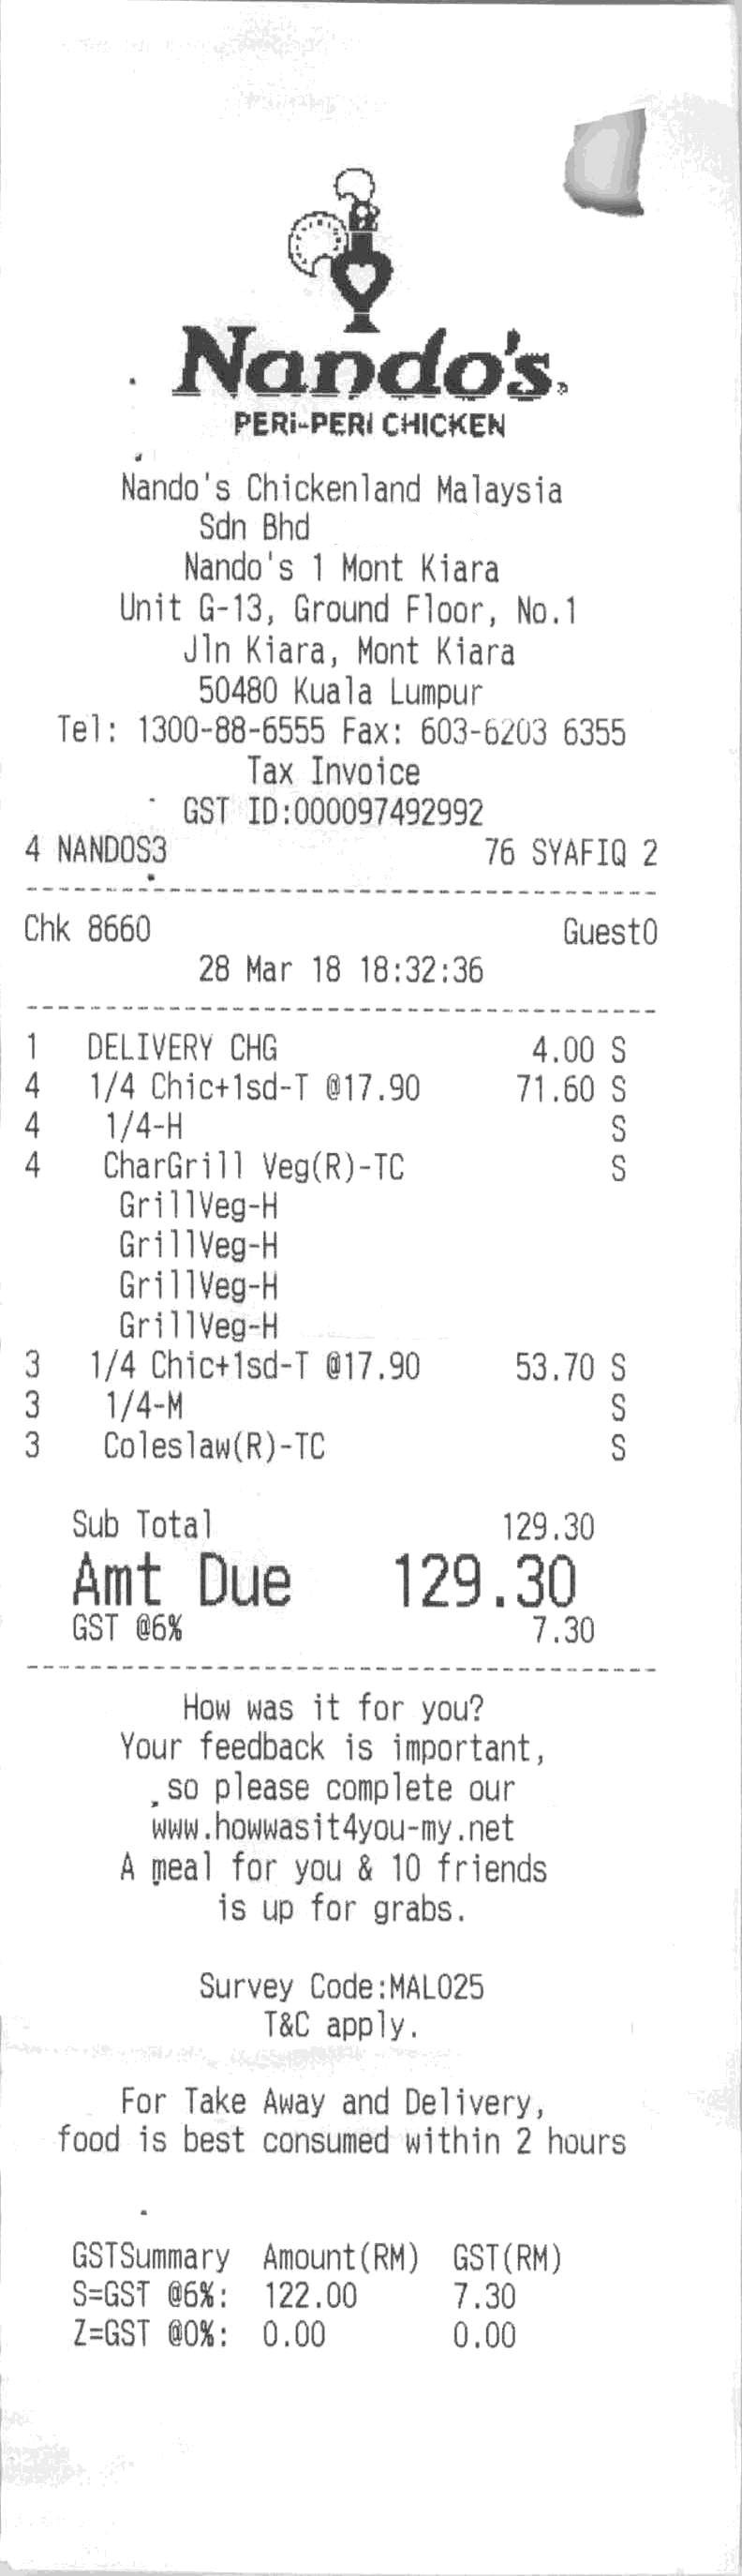 Nando's
PERi-PERi CHICKEN
Nando's Chickenland Malaysia
Sdn Bhd
Nando's 1 Mont Kiara
Unit G-13, Ground Floor, No.1
Jln Kiara, Mont Kiara
50480 Kuala Lumpur
Tel: 1300-88-6555 Fax: 603-6203 6355
Tax Invoice
GST ID:000097492992
4 NANDOS3 76 SYAFIQ 2
Chk 8660 Guest0
28 Mar 18 18:32:36
1 DELIVERY CHG 4.00 S
4 1/4 Chic+1sd-T @17.90 71.60 S
4 1/4-H S
4 CharGrill Veg(R)-TC S
GrillVeg-H
GrillVeg-H
GrillVeg-H
GrillVeg-H
3 1/4 Chic+1sd-T @17.90 53.70 S
3 1/4-M S
3 Coleslaw(R)-TC S
Sub Total 129.30
Amt Due 129.30
GST @6% 7.30
How was it for you?
Your feedback is important,
so please complete our
www.howwasit4you-my.net
A meal for you & 10 friends
is up for grabs.
Survey Code:MAL025
T&C apply.
For Take Away and Delivery,
food is best consumed within 2 hours
GSTSummary Amount(RM) GST(RM)
S=GST @6%: 122.00 7.30
Z=GST @0%: 0.00 0.00